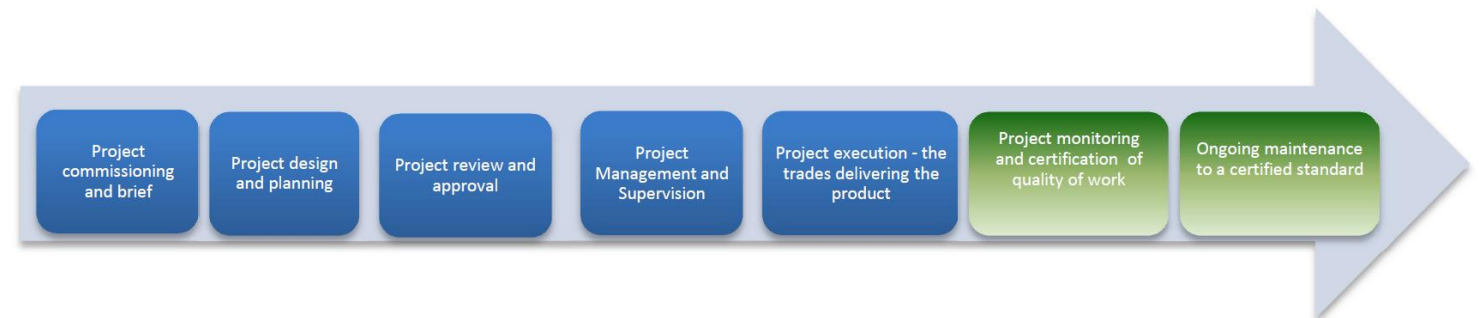 Project
commissioning
and brief
Project design
and planning
Project review and
approval
Project
Management and
Supervision
Project execution - the
trades delivering the
product
Project monitoring
and certification of
quality of work
Ongoing maintenance
to a certified standard